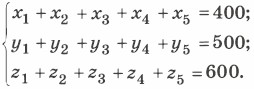 x₁ + x₂ + x₃ + x₄ + x₅ = 400;
y₁ + y₂ + y₃ + y₄ + y₅ = 500;
z₁ + z₂ + z₃ + z₄ + z₅ = 600.